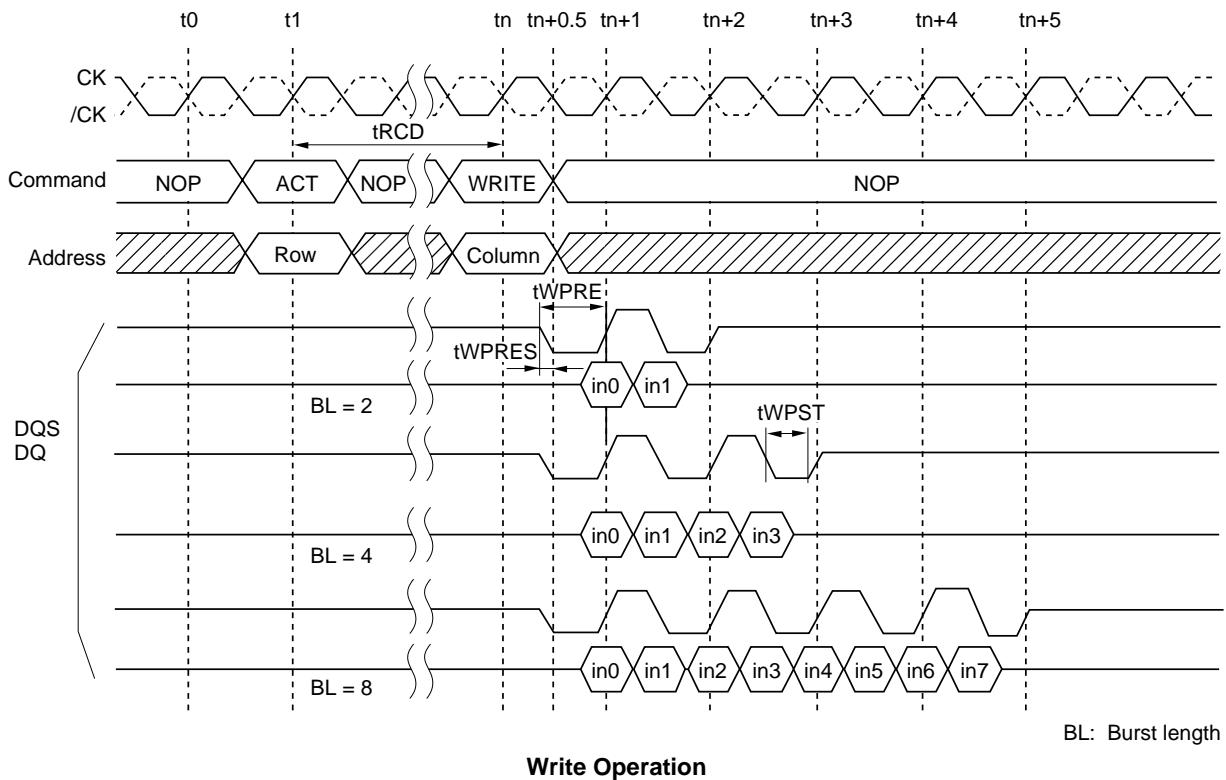 t0 t1 tn tn+0.5 tn+1 tn+2 tn+3 tn+4 tn+5
CK
/CK
tRCD
Command NOP ACT NOP WRITE NOP
Address Row Column
tWPRE
tWPRES
in0 in1
BL = 2
tWPST
DQS
DQ
in0 in1 in2 in3
BL = 4
in0 in1 in2 in3 in4 in5 in6 in7
BL = 8
BL: Burst length
Write Operation